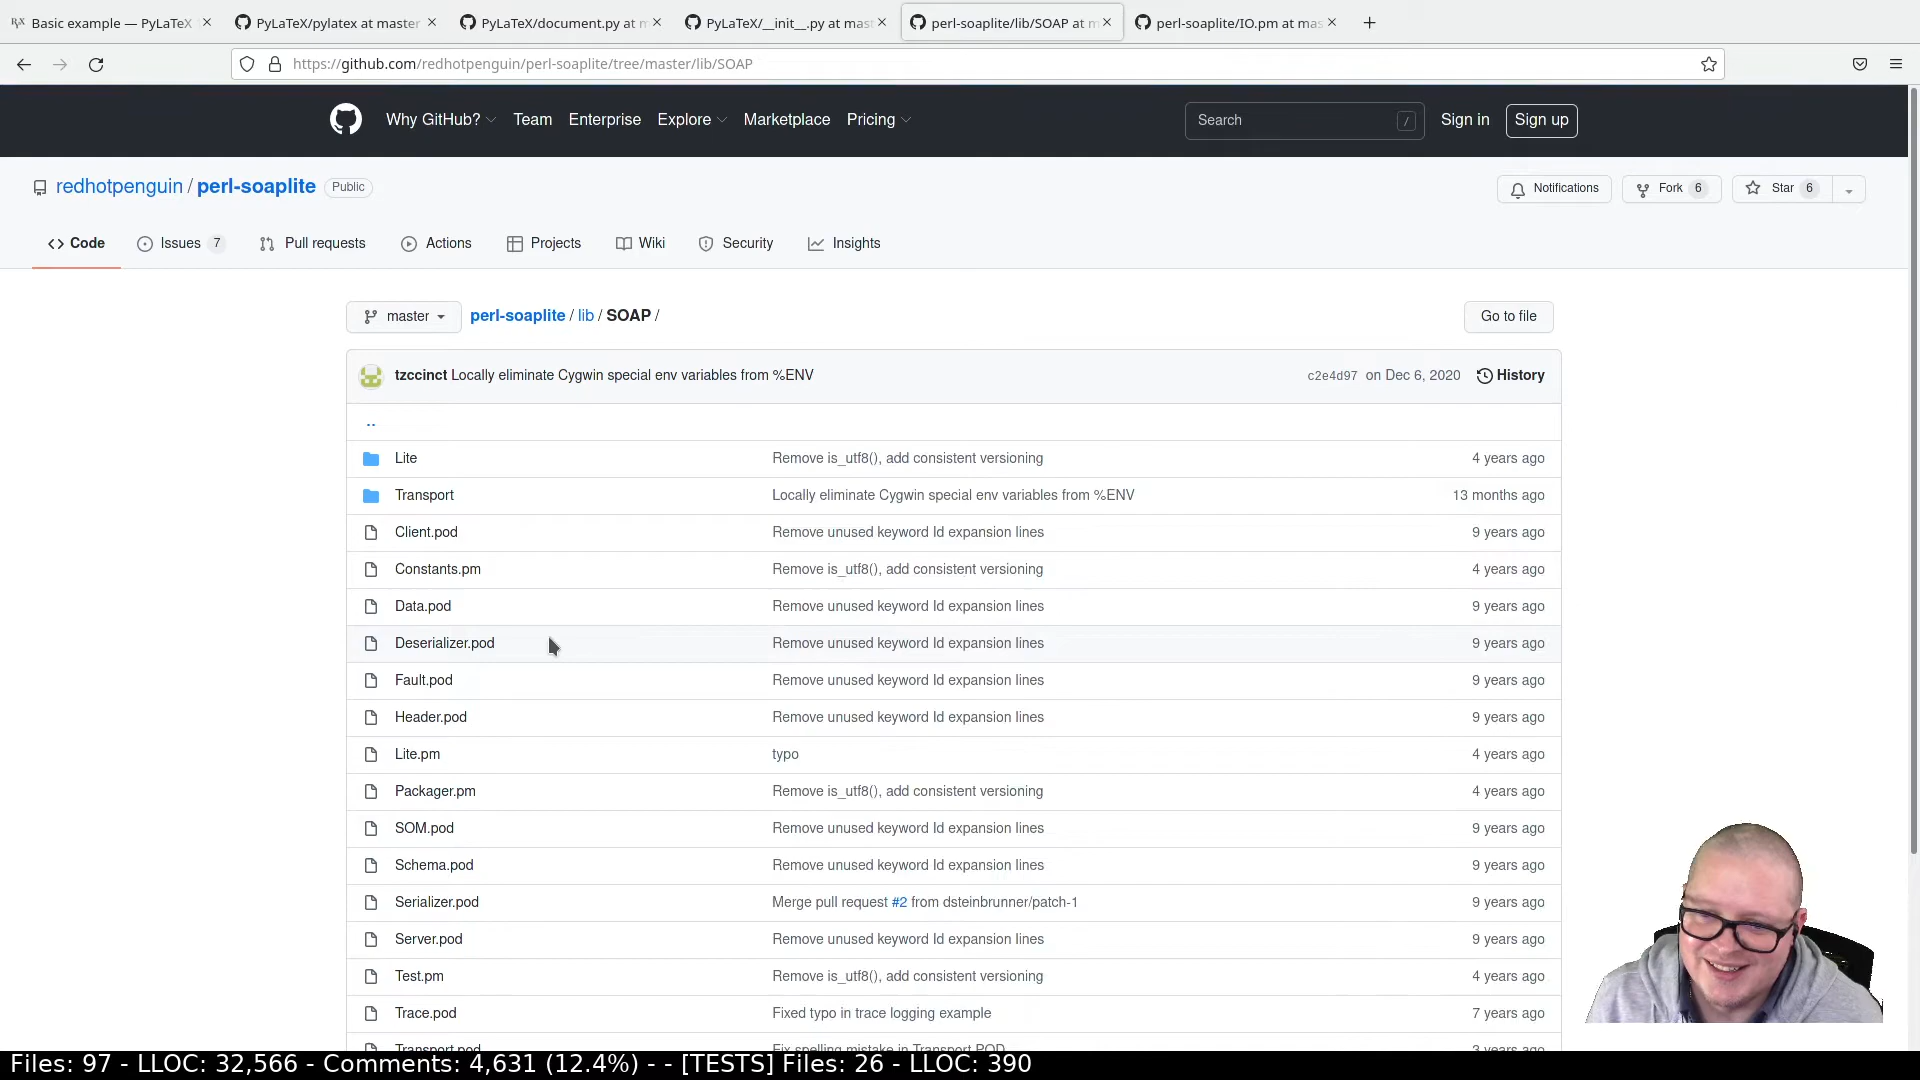 Basic example — PyLaTeX
PyLaTeX/pylatex at master
PyLaTeX/document.py at m
PyLaTeX/__init__.py at mast
perl-soaplite/lib/SOAP at m
perl-soaplite/IO.pm at mas
https://github.com/redhotpenguin/perl-soaplite/tree/master/lib/SOAP
Why GitHub? Team Enterprise Explore Marketplace Pricing Search / Sign in Sign up
redhotpenguin / perl-soaplite Public Notifications Fork 6 Star 6
Code Issues 7 Pull requests Actions Projects Wiki Security Insights
master perl-soaplite / lib / SOAP / Go to file
tzccinct Locally eliminate Cygwin special env variables from %ENV c2e4d97 on Dec 6, 2020 History
..
Lite Remove is_utf8(), add consistent versioning 4 years ago
Transport Locally eliminate Cygwin special env variables from %ENV 13 months ago
Client.pod Remove unused keyword Id expansion lines 9 years ago
Constants.pm Remove is_utf8(), add consistent versioning 4 years ago
Data.pod Remove unused keyword Id expansion lines 9 years ago
Deserializer.pod Remove unused keyword Id expansion lines 9 years ago
Fault.pod Remove unused keyword Id expansion lines 9 years ago
Header.pod Remove unused keyword Id expansion lines 9 years ago
Lite.pm typo 4 years ago
Packager.pm Remove is_utf8(), add consistent versioning 4 years ago
SOM.pod Remove unused keyword Id expansion lines 9 years ago
Schema.pod Remove unused keyword Id expansion lines 9 years ago
Serializer.pod Merge pull request #2 from dsteinbrunner/patch-1 9 years ago
Server.pod Remove unused keyword Id expansion lines 9 years ago
Test.pm Remove is_utf8(), add consistent versioning 4 years ago
Trace.pod Fixed typo in trace logging example 7 years ago
Transport.pod Fix spelling mistake in Transport POD 3 years ago
Files: 97 - LLOC: 32,566 - Comments: 4,631 (12.4%) - - [TESTS] Files: 26 - LLOC: 390